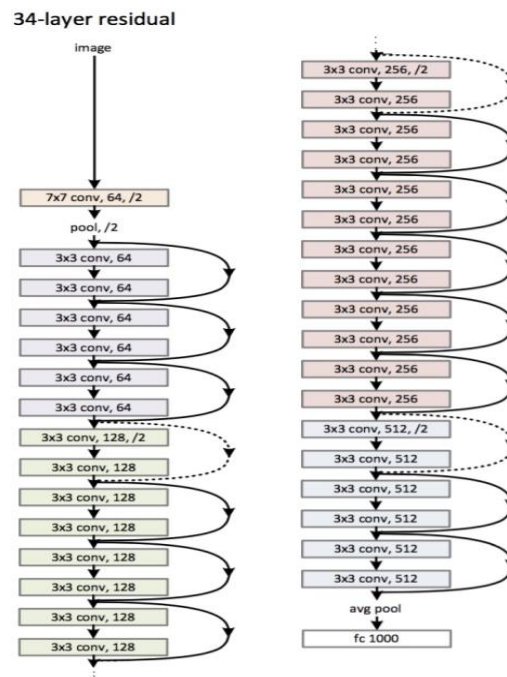 34-layer residual
image
7x7 conv, 64, /2
pool, /2
3x3 conv, 64
3x3 conv, 64
3x3 conv, 64
3x3 conv, 64
3x3 conv, 64
3x3 conv, 64
3x3 conv, 128, /2
3x3 conv, 128
3x3 conv, 128
3x3 conv, 128
3x3 conv, 128
3x3 conv, 128
3x3 conv, 128
3x3 conv, 128
3x3 conv, 256, /2
3x3 conv, 256
3x3 conv, 256
3x3 conv, 256
3x3 conv, 256
3x3 conv, 256
3x3 conv, 256
3x3 conv, 256
3x3 conv, 256
3x3 conv, 256
3x3 conv, 256
3x3 conv, 256
3x3 conv, 512, /2
3x3 conv, 512
3x3 conv, 512
3x3 conv, 512
3x3 conv, 512
3x3 conv, 512
avg pool
fc 1000